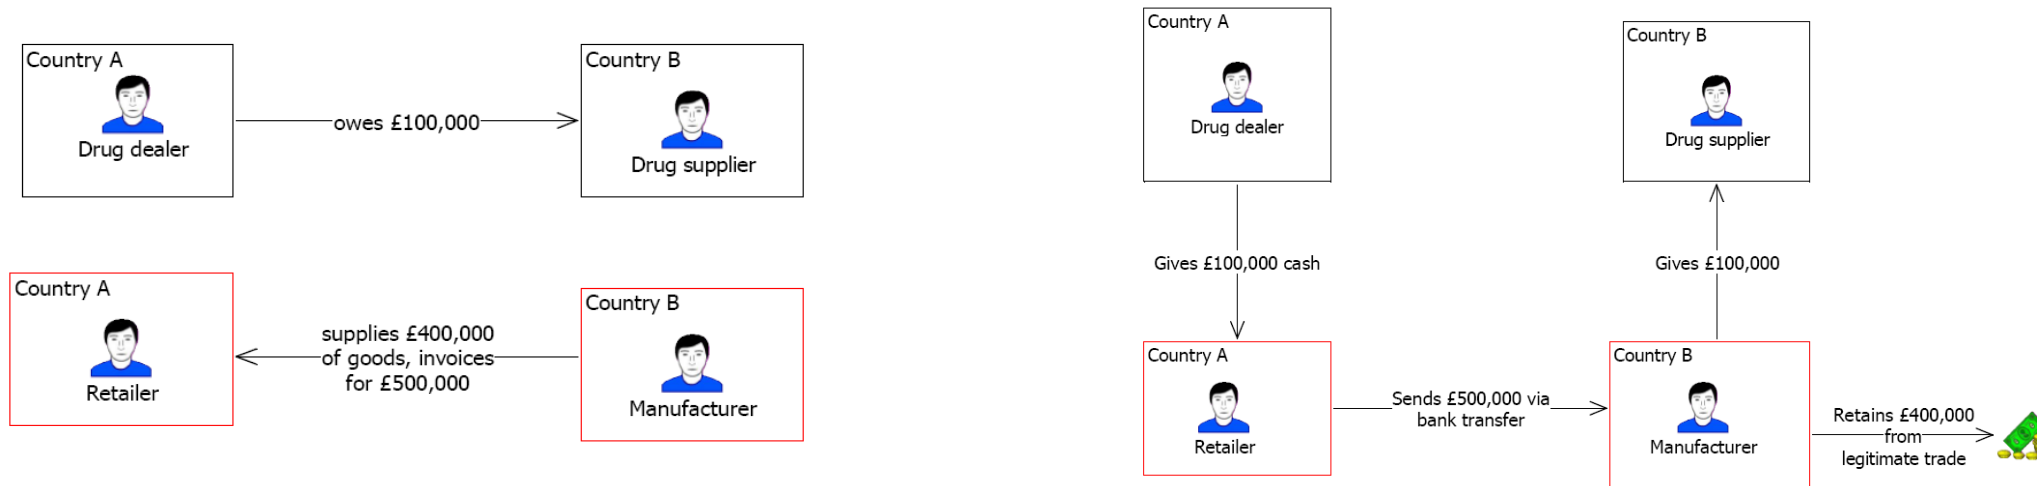 Country A
Drug dealer
owes £100,000
Country B
Drug supplier
Country A
Retailer
supplies £400,000
of goods, invoices
for £500,000
Country B
Manufacturer
Country A
Drug dealer
Country B
Drug supplier
Gives £100,000 cash
Gives £100,000
Country A
Retailer
Sends £500,000 via
bank transfer
Country B
Manufacturer
Retains £400,000
from
legitimate trade